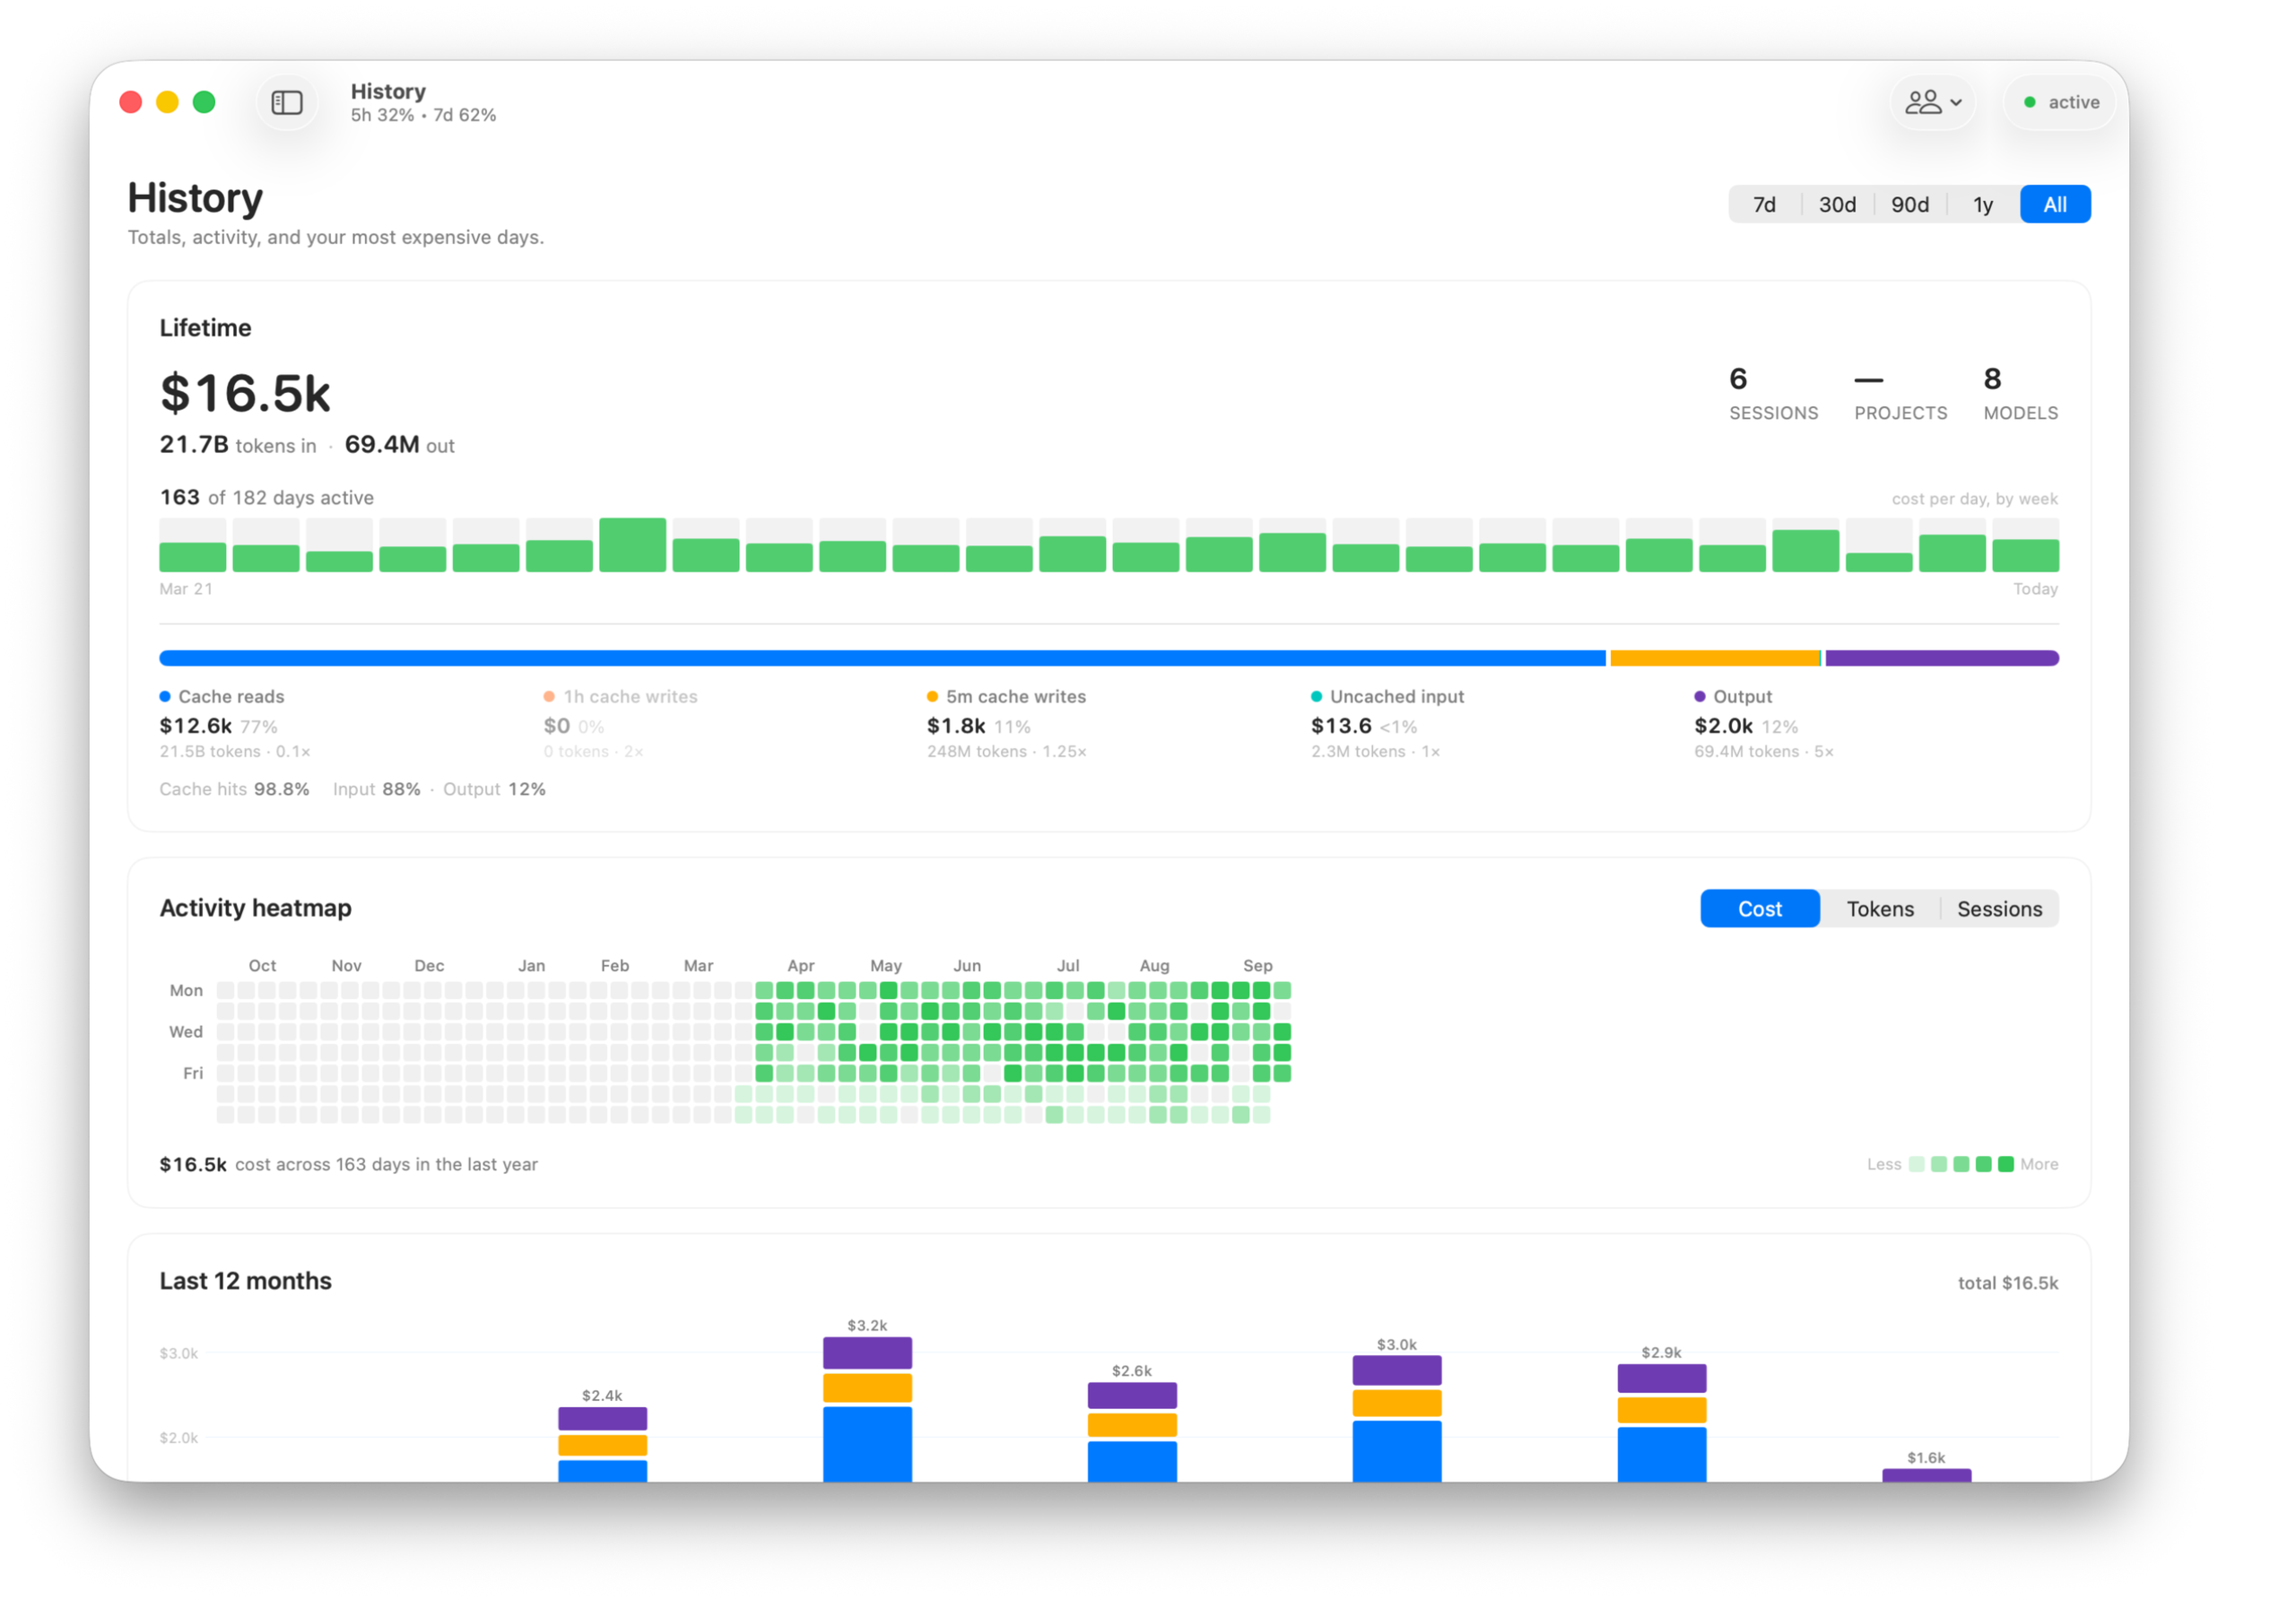 History
5h 32% • 7d 62%
active
History
Totals, activity, and your most expensive days.
7d 30d 90d 1y All
Lifetime
$16.5k
21.7B tokens in · 69.4M out
6 — 8
SESSIONS PROJECTS MODELS
163 of 182 days active
cost per day, by week
Mar 21
Today
Cache reads
$12.6k 77%
21.5B tokens · 0.1×
1h cache writes
$0 0%
0 tokens · 2×
5m cache writes
$1.8k 11%
248M tokens · 1.25×
Uncached input
$13.6 <1%
2.3M tokens · 1×
Output
$2.0k 12%
69.4M tokens · 5×
Cache hits 98.8% Input 88% · Output 12%
Activity heatmap
Cost Tokens Sessions
Oct Nov Dec Jan Feb Mar Apr May Jun Jul Aug Sep
Mon
Wed
Fri
$16.5k cost across 163 days in the last year
Less More
Last 12 months
total $16.5k
$3.0k
$2.0k
$2.4k
$3.2k
$2.6k
$3.0k
$2.9k
$1.6k